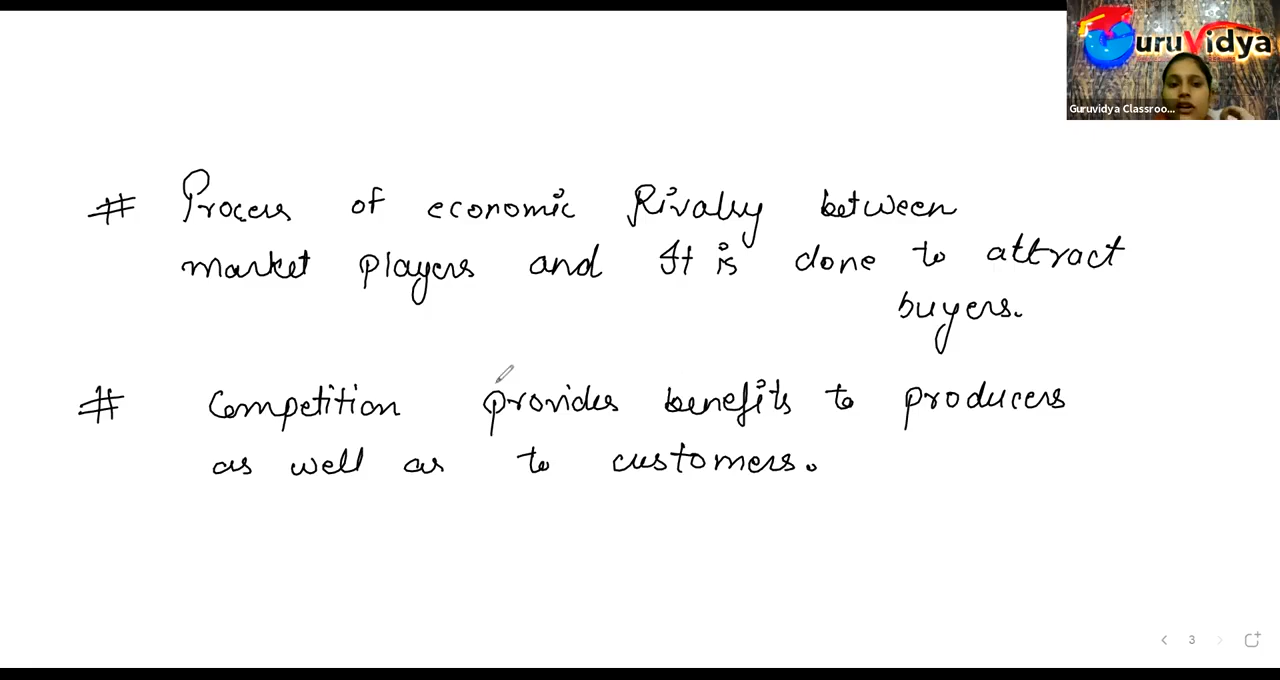 GuruVidya
Guruvidya Classroo...
# Process of economic Rivalry between
market players and It is done to attract
buyers.
# Competition provides benefits to producers
as well as to customers.
3